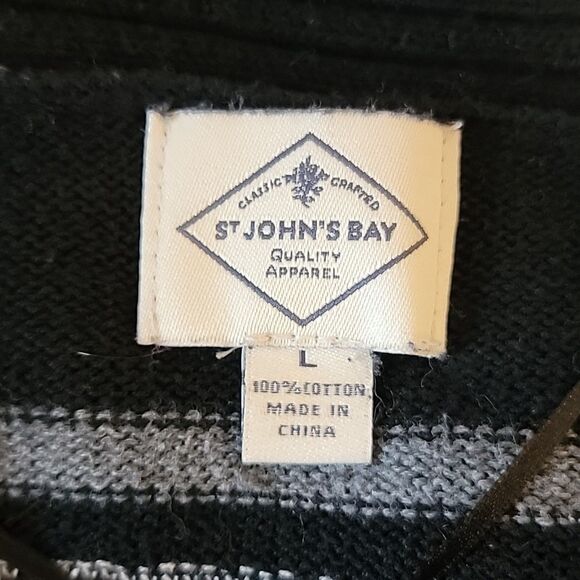 CLASSIC CRAFTED
ST JOHN'S BAY
QUALITY
APPAREL
L
100% COTTON
MADE IN
CHINA